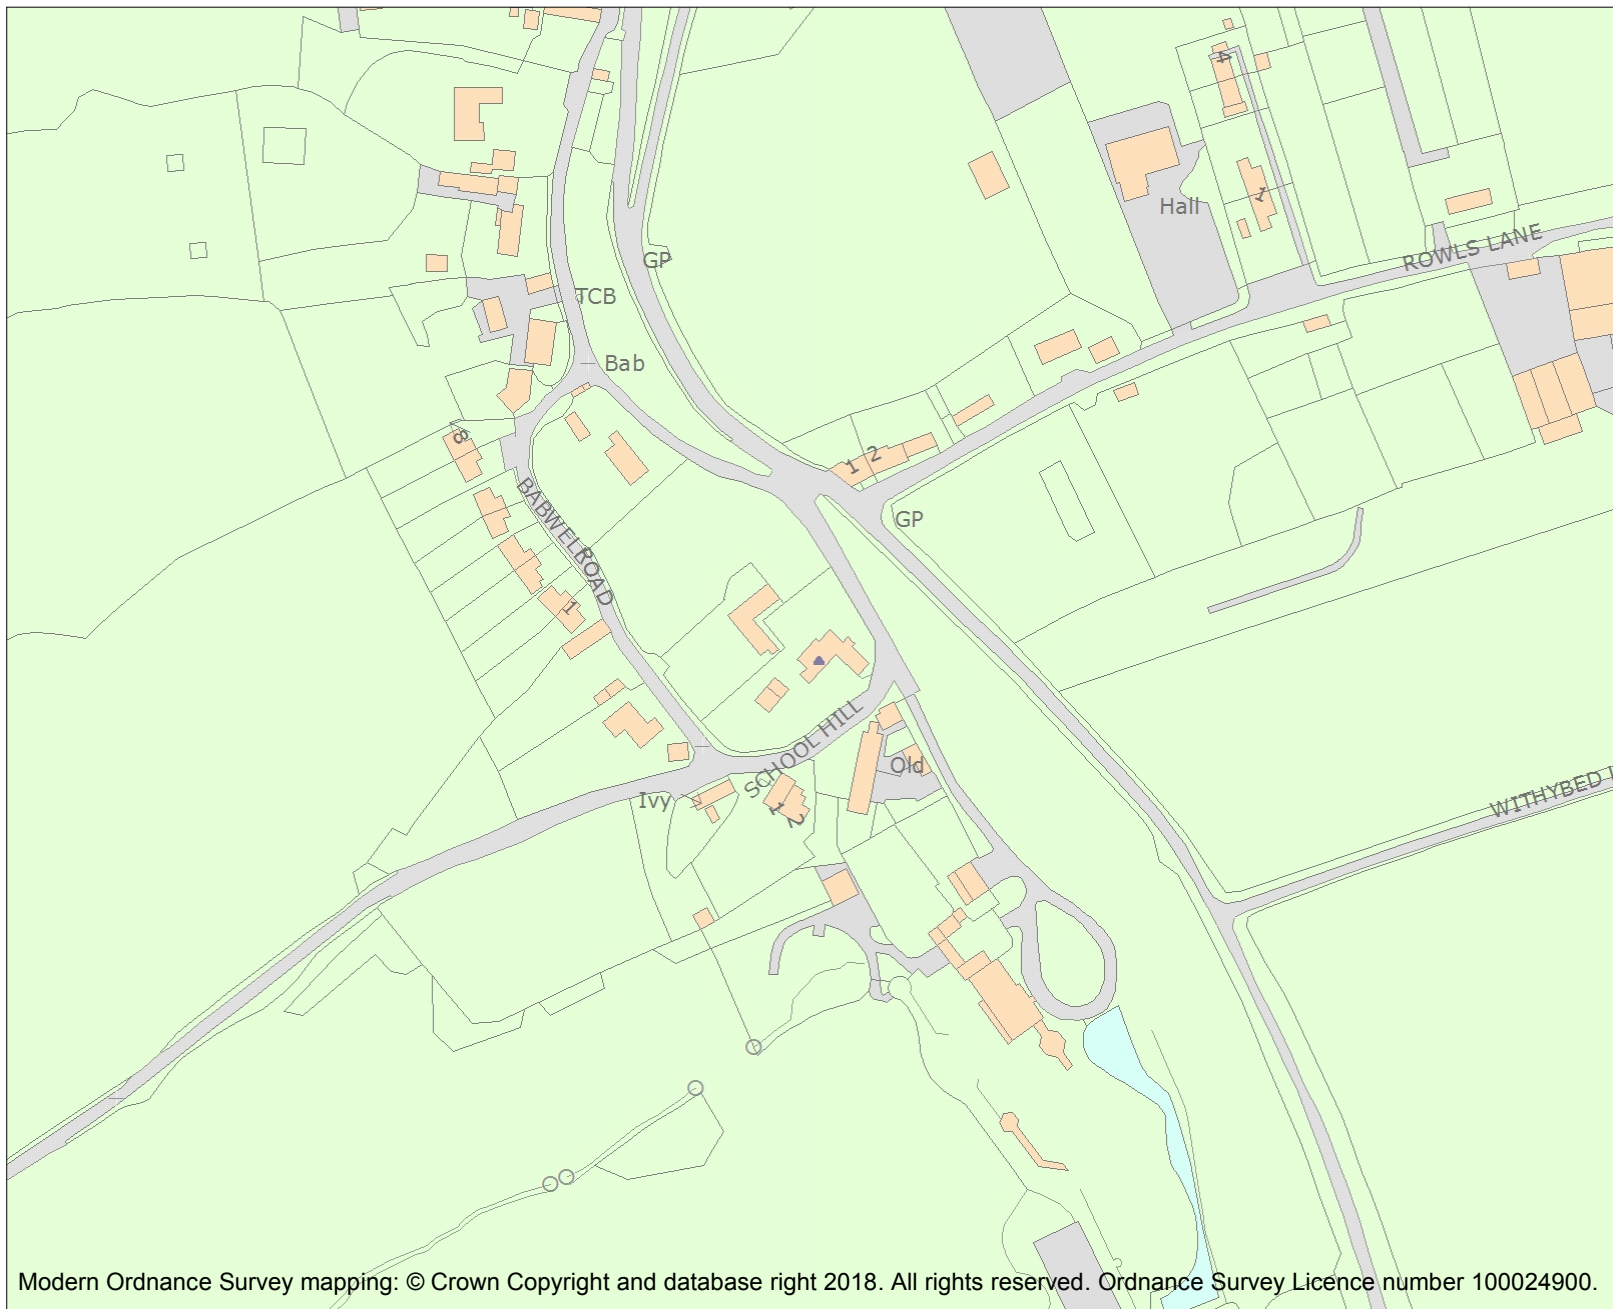 4
Hall
1
ROWLS LANE
GP
TCB
Bab
8
1 2
BABWEL ROAD
GP
1
SCHOOL HILL
Old
Ivy
1
2
WITHYBED
Modern Ordnance Survey mapping: © Crown Copyright and database right 2018. All rights reserved. Ordnance Survey Licence number 100024900.